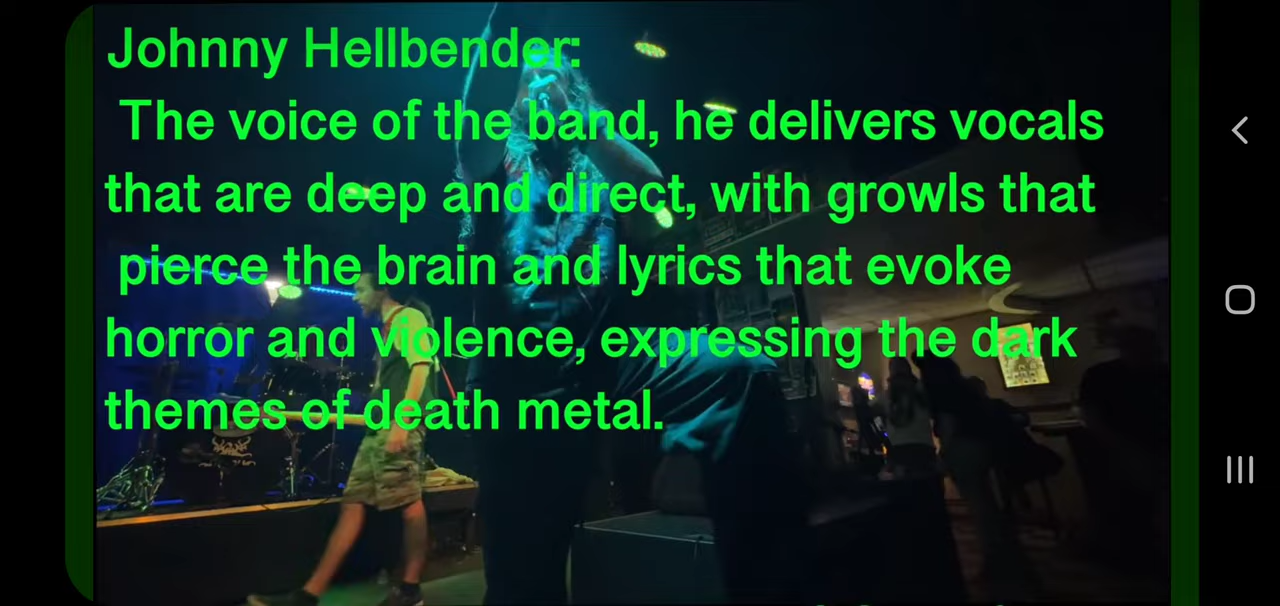 Johnny Hellbender:
The voice of the band, he delivers vocals
that are deep and direct, with growls that
pierce the brain and lyrics that evoke
horror and violence, expressing the dark
themes of death metal.